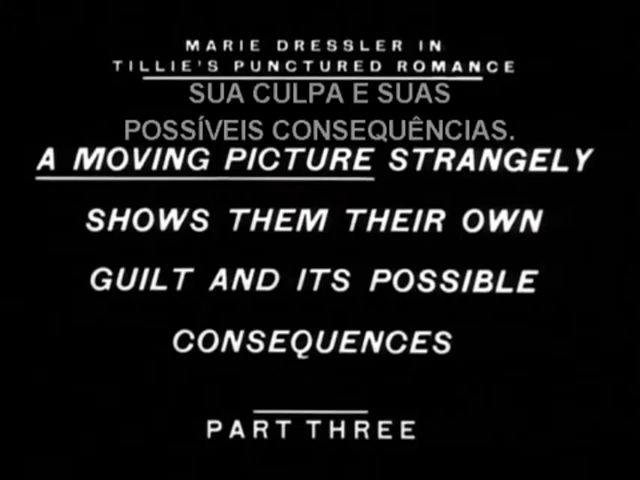 MARIE DRESSLER IN
TILLIE'S PUNCTURED ROMANCE
SUA CULPA E SUAS
POSSÍVEIS CONSEQUÊNCIAS.
A MOVING PICTURE STRANGELY
SHOWS THEM THEIR OWN
GUILT AND ITS POSSIBLE
CONSEQUENCES
PART THREE